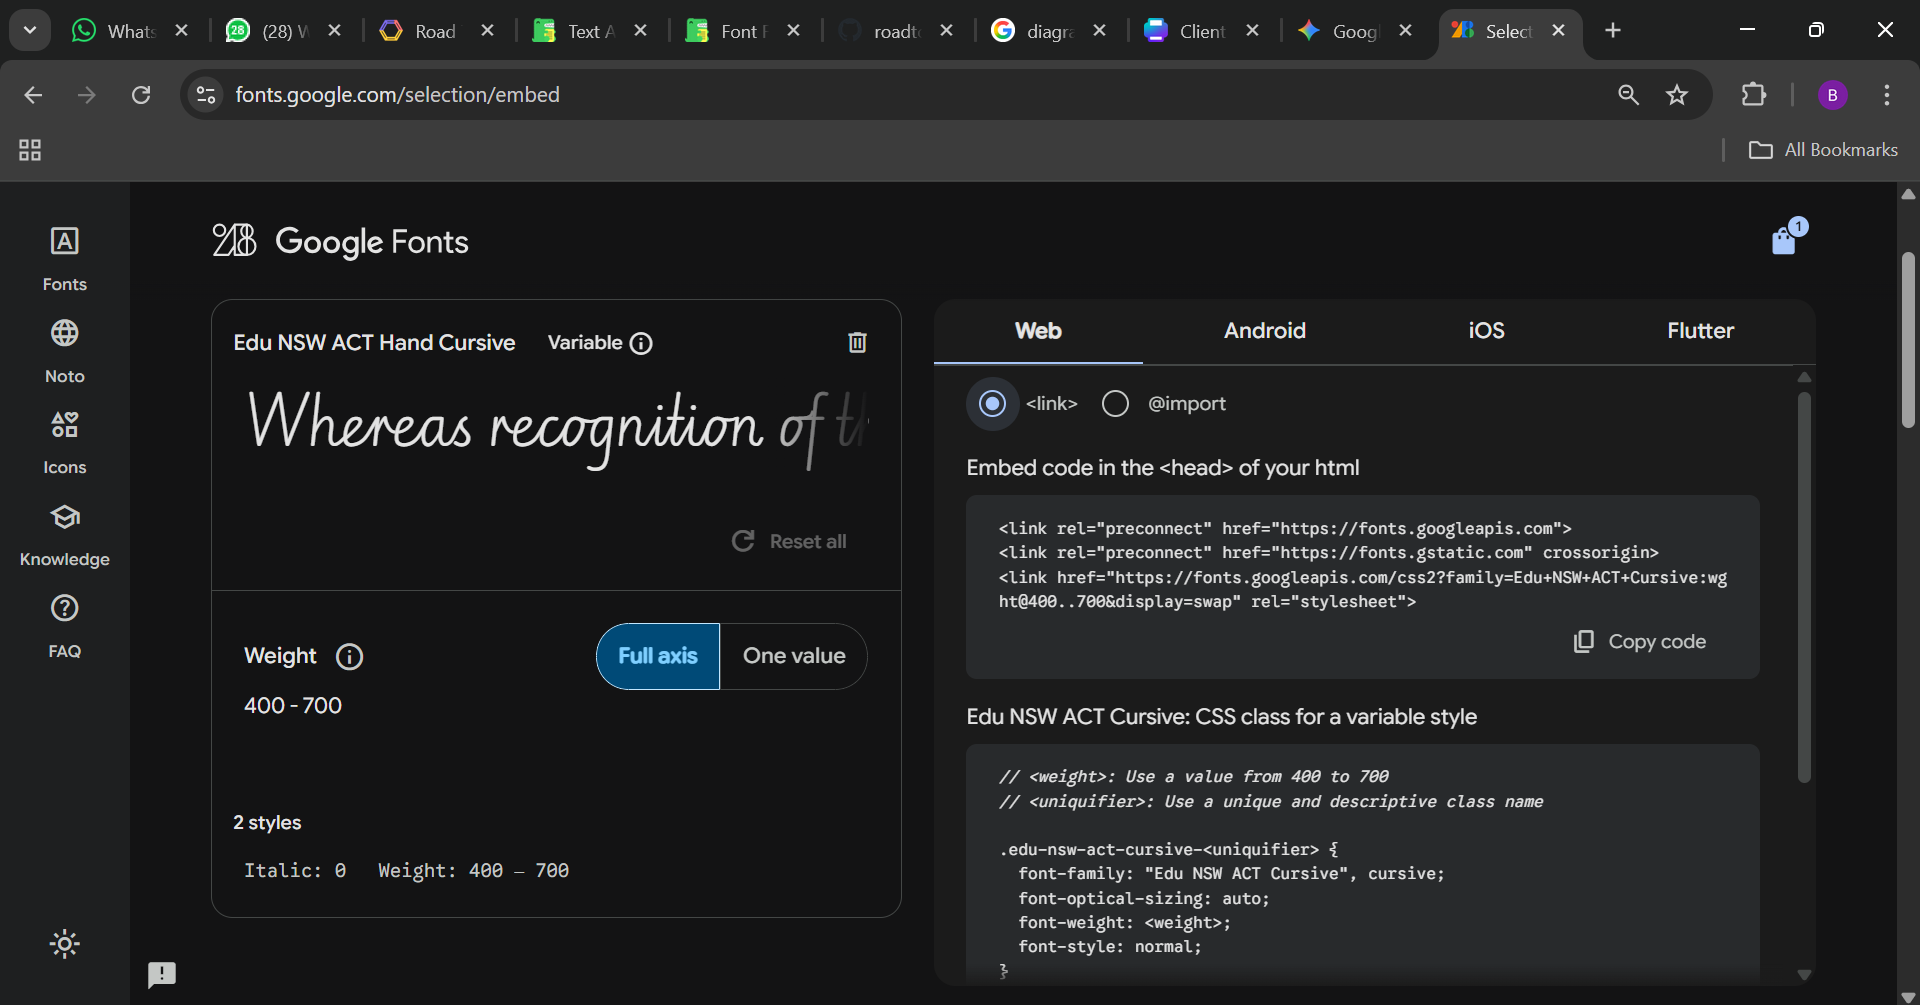 Whats
(28) W
Road
Text A
Font F
roadt
diagra
Client
Googl
Select
28
fonts.google.com/selection/embed
B
All Bookmarks
Google Fonts
1
Fonts
Noto
Icons
Knowledge
FAQ
Edu NSW ACT Hand Cursive
Variable
Whereas recognition of th
Reset all
Weight
Full axis
One value
400 - 700
2 styles
Italic: 0 Weight: 400 — 700
Web
Android
iOS
Flutter
<link>
@import
Embed code in the <head> of your html
<link rel="preconnect" href="https://fonts.googleapis.com">
<link rel="preconnect" href="https://fonts.gstatic.com" crossorigin>
<link href="https://fonts.googleapis.com/css2?family=Edu+NSW+ACT+Cursive:wg
ht@400..700&display=swap" rel="stylesheet">
Copy code
Edu NSW ACT Cursive: CSS class for a variable style
// <weight>: Use a value from 400 to 700
// <uniquifier>: Use a unique and descriptive class name
.edu-nsw-act-cursive-<uniquifier> {
font-family: "Edu NSW ACT Cursive", cursive;
font-optical-sizing: auto;
font-weight: <weight>;
font-style: normal;
}